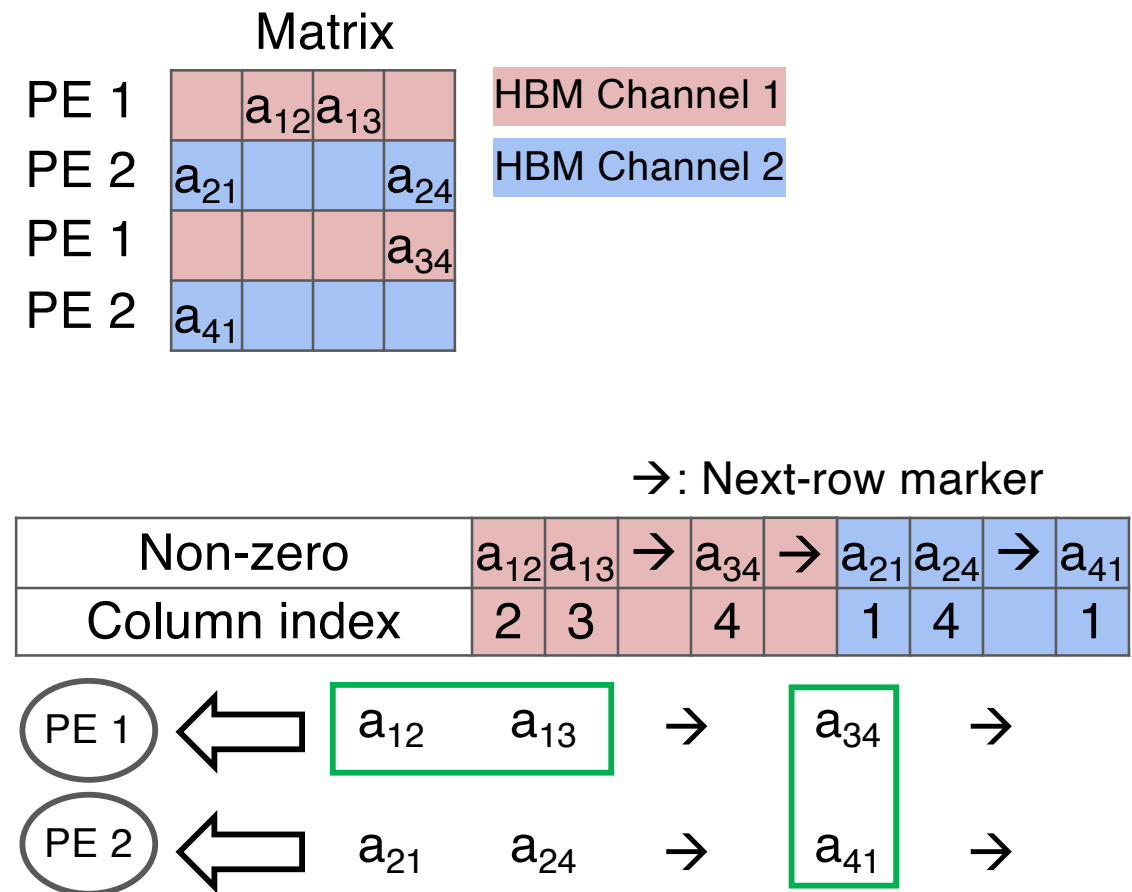 Matrix
PE 1 a12 a13 HBM Channel 1
PE 2 a21 a24 HBM Channel 2
PE 1 a34
PE 2 a41
→: Next-row marker
Non-zero a12 a13 → a34 → a21 a24 → a41
Column index 2 3 4 1 4 1
PE 1 a12 a13 → a34 →
PE 2 a21 a24 → a41 →